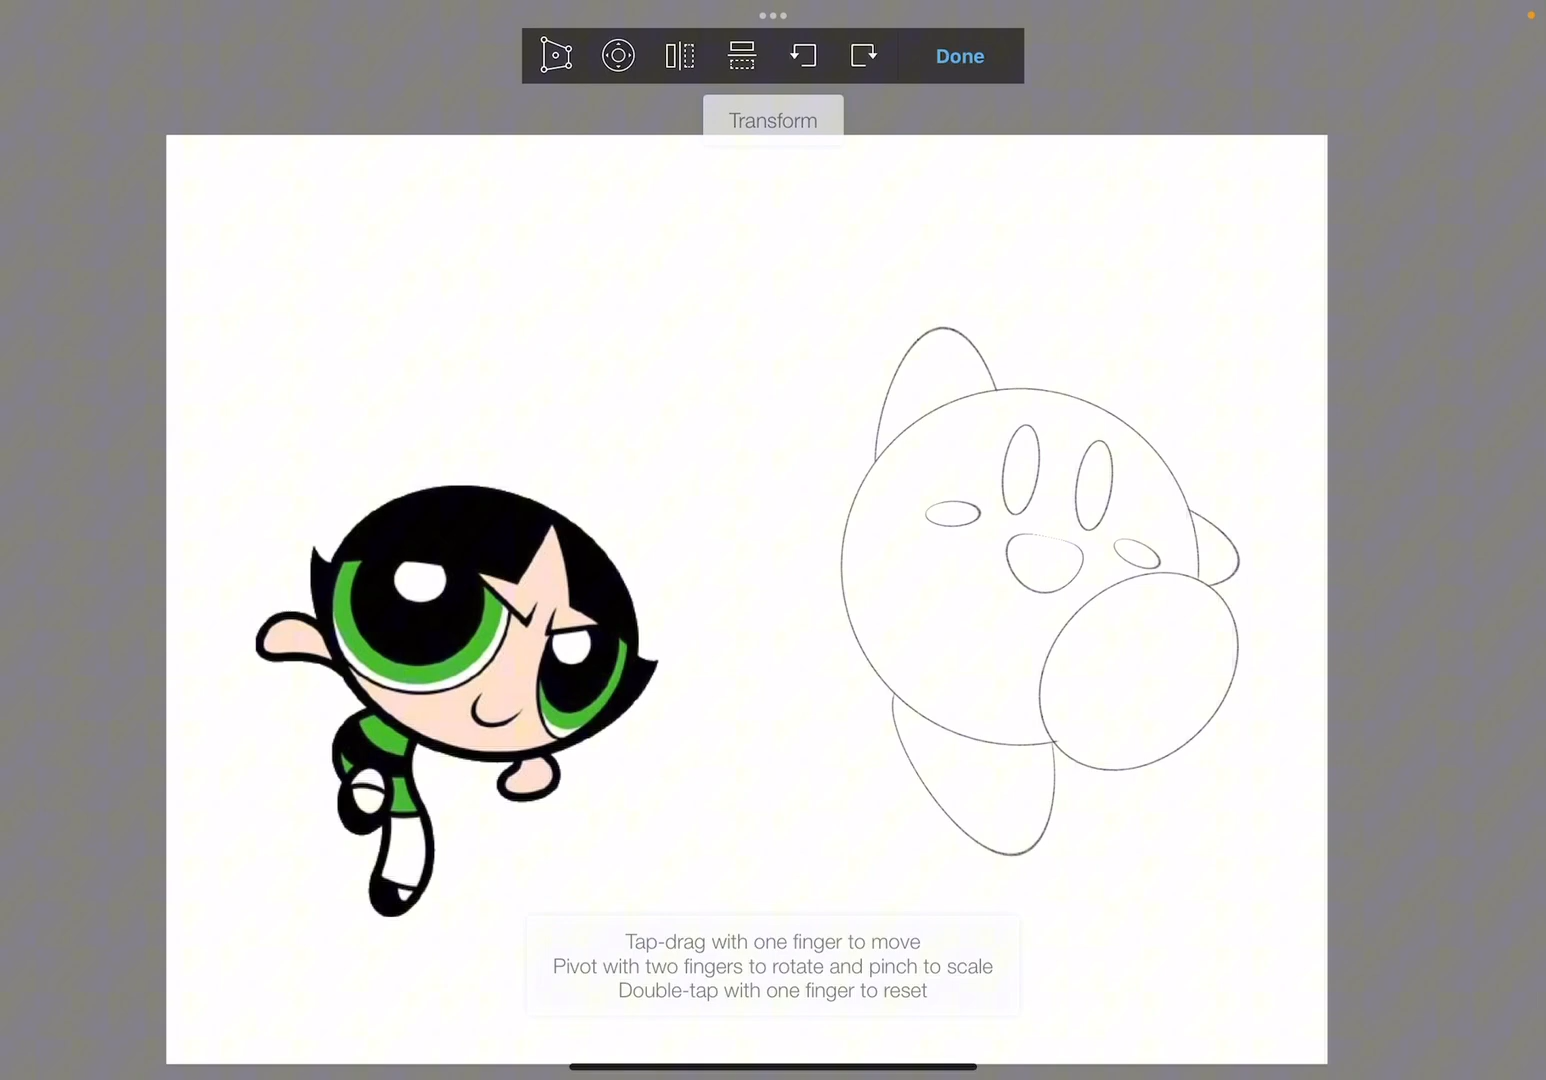 Done
Transform
Tap-drag with one finger to move
Pivot with two fingers to rotate and pinch to scale
Double-tap with one finger to reset